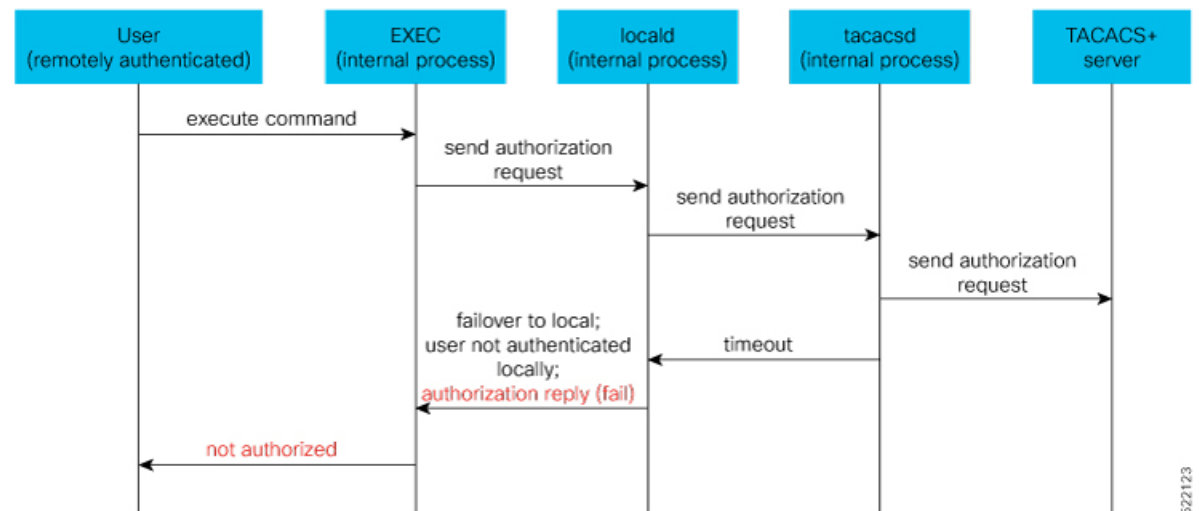 User
(remotely authenticated)
EXEC
(internal process)
locald
(internal process)
tacacsd
(internal process)
TACACS+
server
execute command
send authorization
request
send authorization
request
send authorization
request
timeout
failover to local;
user not authenticated
locally;
authorization reply (fail)
not authorized
522123